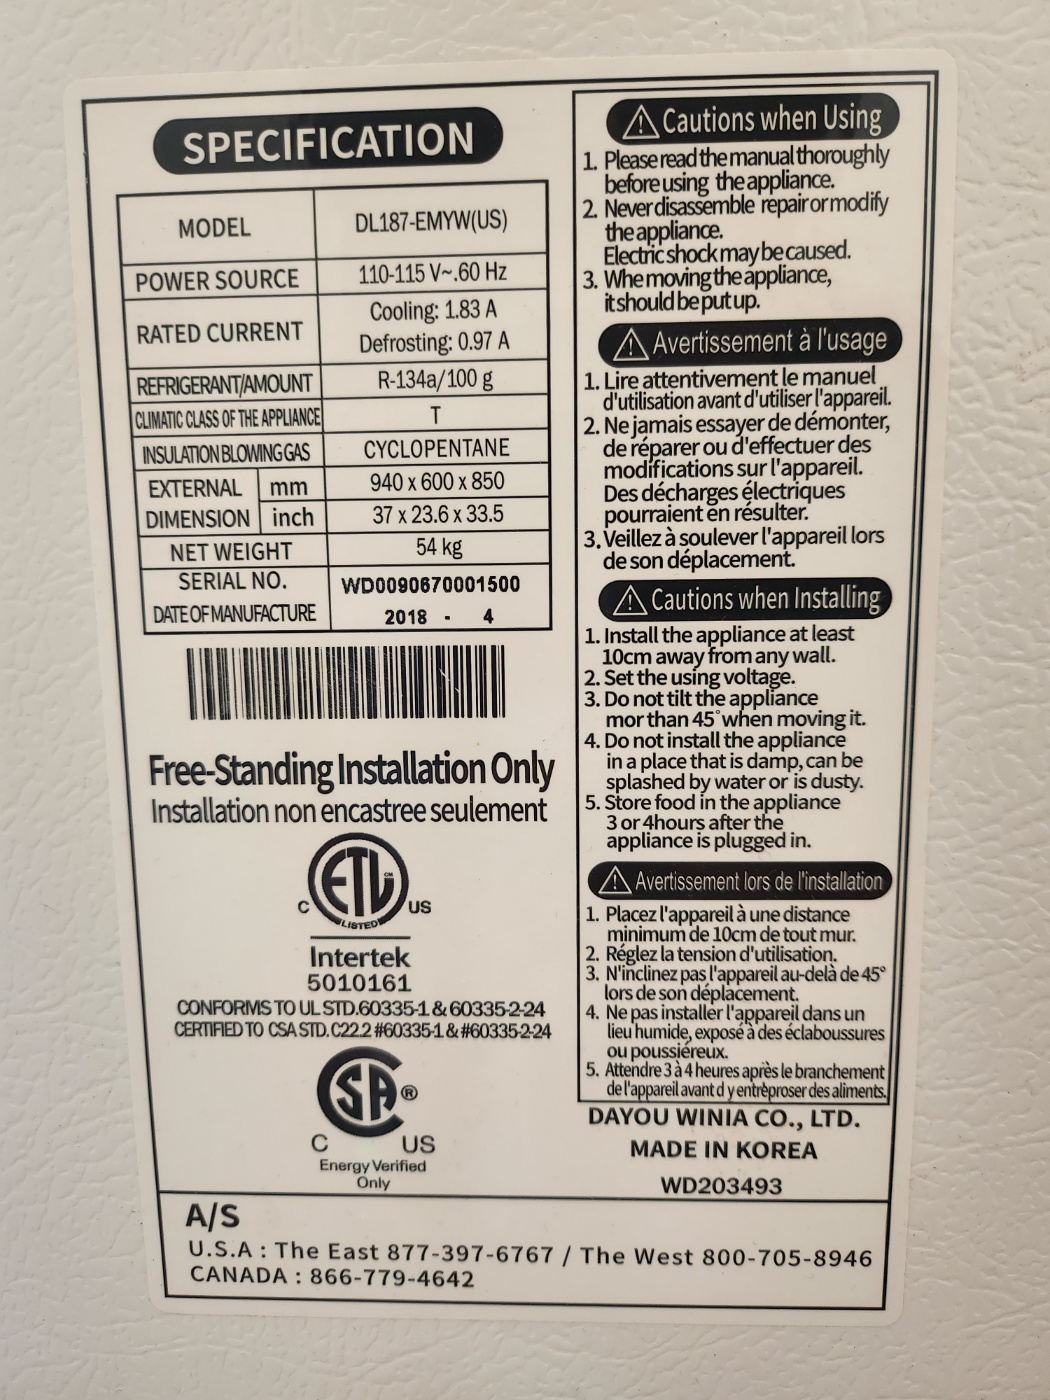 SPECIFICATION
MODEL DL187-EMYW(US)
POWER SOURCE 110-115 V~.60 Hz
RATED CURRENT Cooling: 1.83 A
Defrosting: 0.97 A
REFRIGERANT/AMOUNT R-134a/100 g
CLIMATIC CLASS OF THE APPLIANCE T
INSULATION BLOWING GAS CYCLOPENTANE
EXTERNAL DIMENSION mm 940 x 600 x 850
inch 37 x 23.6 x 33.5
NET WEIGHT 54 kg
SERIAL NO. WD0090670001500
DATE OF MANUFACTURE 2018 - 4
Free-Standing Installation Only
Installation non encastree seulement
ETL CM
C LISTED US
Intertek
5010161
CONFORMS TO UL STD.60335-1 & 60335-2-24
CERTIFIED TO CSA STD. C22.2 #60335-1 & #60335-2-24
CSA ®
C US
Energy Verified
Only
Cautions when Using
1. Please read the manual thoroughly
before using the appliance.
2. Never disassemble repair or modify
the appliance.
Electric shock may be caused.
3. Whe moving the appliance,
it should be put up.
Avertissement à l'usage
1. Lire attentivement le manuel
d'utilisation avant d'utiliser l'appareil.
2. Ne jamais essayer de démonter,
de réparer ou d'effectuer des
modifications sur l'appareil.
Des décharges électriques
pourraient en résulter.
3. Veillez à soulever l'appareil lors
de son déplacement.
Cautions when Installing
1. Install the appliance at least
10cm away from any wall.
2. Set the using voltage.
3. Do not tilt the appliance
mor than 45° when moving it.
4. Do not install the appliance
in a place that is damp, can be
splashed by water or is dusty.
5. Store food in the appliance
3 or 4hours after the
appliance is plugged in.
Avertissement lors de l'installation
1. Placez l'appareil à une distance
minimum de 10cm de tout mur.
2. Réglez la tension d'utilisation.
3. N'inclinez pas l'appareil au-delà de 45°
lors de son déplacement.
4. Ne pas installer l'appareil dans un
lieu humide, exposé à des éclaboussures
ou poussiéreux.
5. Attendre 3 à 4 heures après le branchement
de l'appareil avant d y entrèproser des aliments.
DAYOU WINIA CO., LTD.
MADE IN KOREA
WD203493
A/S
U.S.A : The East 877-397-6767 / The West 800-705-8946
CANADA : 866-779-4642